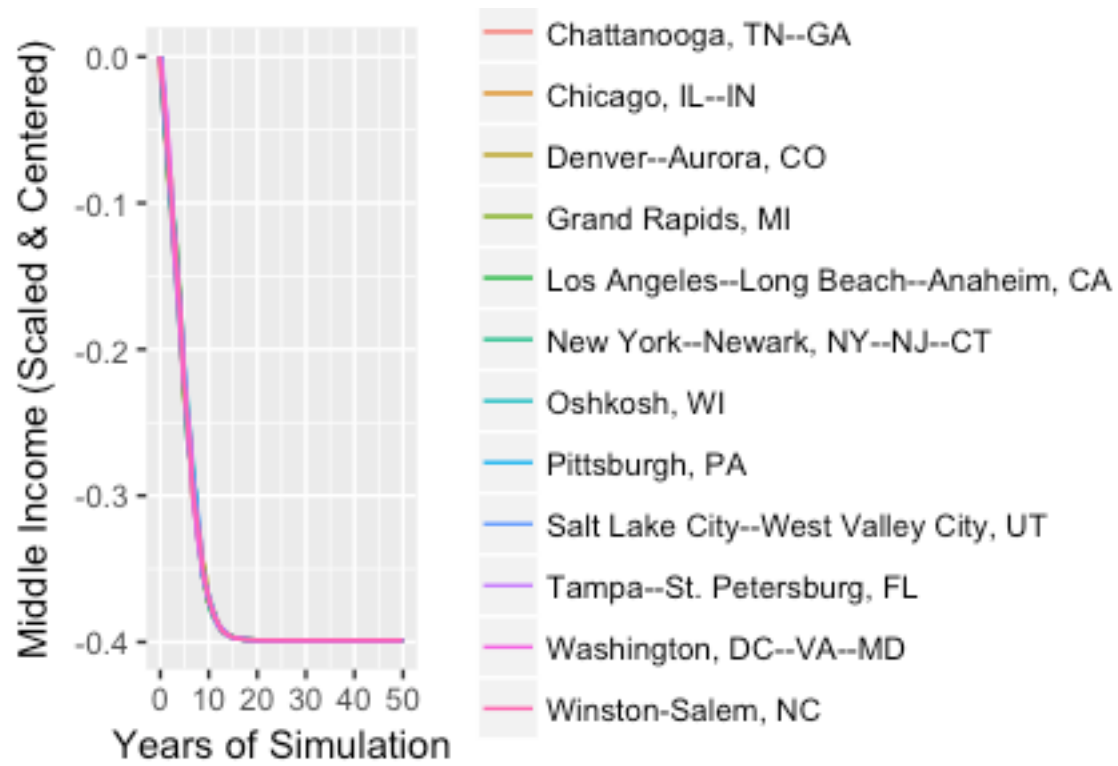 Middle Income (Scaled & Centered)
0.0
-0.1
-0.2
-0.3
-0.4
0 10 20 30 40 50
Years of Simulation
Chattanooga, TN--GA
Chicago, IL--IN
Denver--Aurora, CO
Grand Rapids, MI
Los Angeles--Long Beach--Anaheim, CA
New York--Newark, NY--NJ--CT
Oshkosh, WI
Pittsburgh, PA
Salt Lake City--West Valley City, UT
Tampa--St. Petersburg, FL
Washington, DC--VA--MD
Winston-Salem, NC